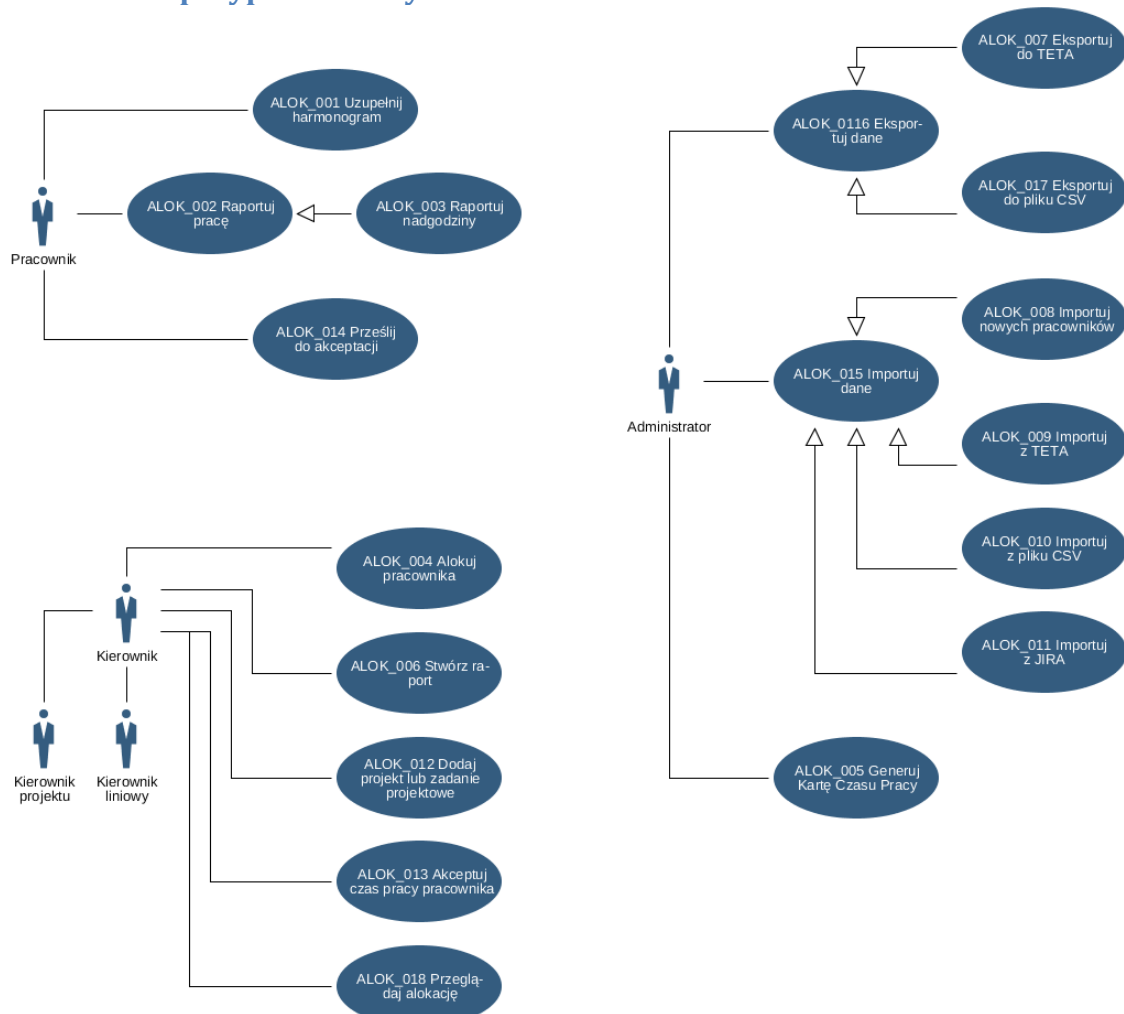 ALOK_001 Uzupełnij
harmonogram
ALOK_002 Raportuj
pracę
ALOK_003 Raportuj
nadgodziny
Pracownik
ALOK_014 Prześlij
do akceptacji
ALOK_007 Eksportuj
do TETA
ALOK_0116 Ekspor-
tuj dane
ALOK_017 Eksportuj
do pliku CSV
ALOK_008 Importuj
nowych pracowników
ALOK_015 Importuj
dane
Administrator
ALOK_009 Importuj
z TETA
ALOK_010 Importuj
z pliku CSV
ALOK_011 Importuj
z JIRA
ALOK_005 Generuj
Kartę Czasu Pracy
ALOK_004 Alokuj
pracownika
Kierownik
ALOK_006 Stwórz ra-
port
Kierownik
projektu
Kierownik
liniowy
ALOK_012 Dodaj
projekt lub zadanie
projektowe
ALOK_013 Akceptuj
czas pracy pracownika
ALOK_018 Przeglą-
daj alokację